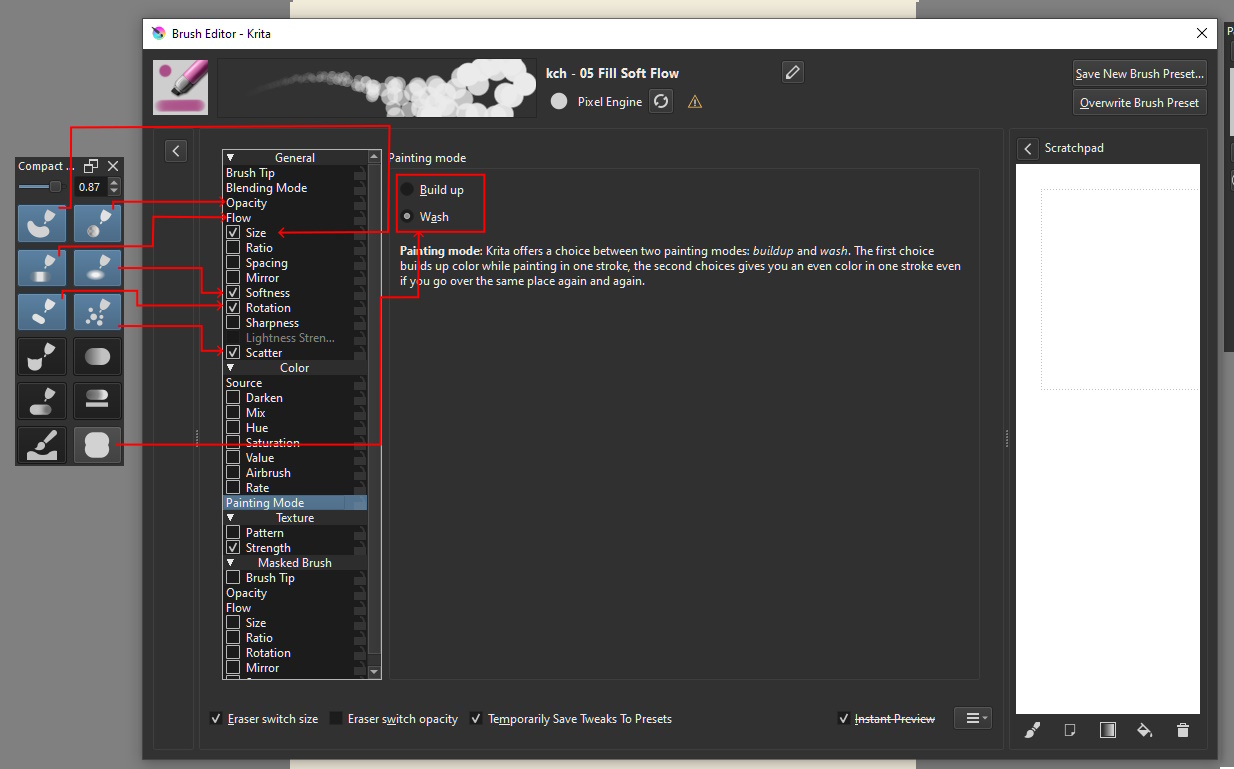 Brush Editor - Krita
kch - 05 Fill Soft Flow
Pixel Engine
Save New Brush Preset...
Overwrite Brush Preset
Compact ...
0.87
General
Brush Tip
Blending Mode
Opacity
Flow
Size
Ratio
Spacing
Mirror
Softness
Rotation
Sharpness
Lightness Stren...
Scatter
Color
Source
Darken
Mix
Hue
Saturation
Value
Airbrush
Rate
Painting Mode
Texture
Pattern
Strength
Masked Brush
Brush Tip
Opacity
Flow
Size
Ratio
Rotation
Mirror
Painting mode
Build up
Wash
Painting mode: Krita offers a choice between two painting modes: buildup and wash. The first choice
builds up color while painting in one stroke, the second choices gives you an even color in one stroke even
if you go over the same place again and again.
Scratchpad
Eraser switch size
Eraser switch opacity
Temporarily Save Tweaks To Presets
Instant Preview